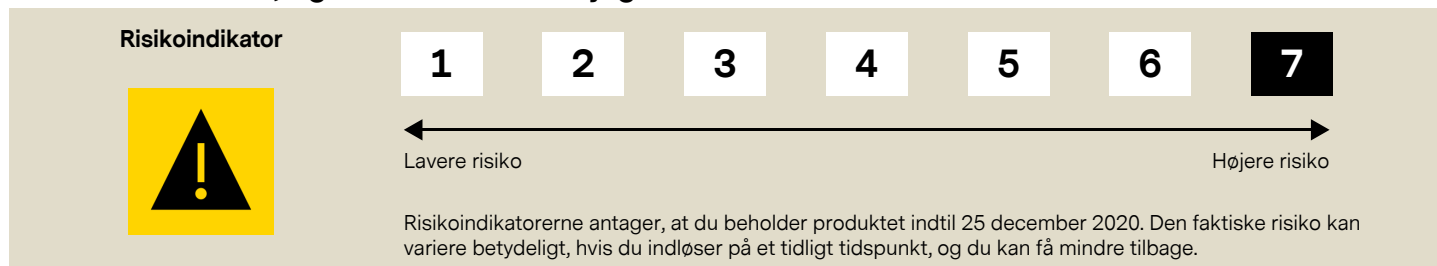 Risikoindikator
1 2 3 4 5 6 7
Lavere risiko Højere risiko
Risikoindikatorerne antager, at du beholder produktet indtil 25 december 2020. Den faktiske risiko kan
variere betydeligt, hvis du indløser på et tidligt tidspunkt, og du kan få mindre tilbage.